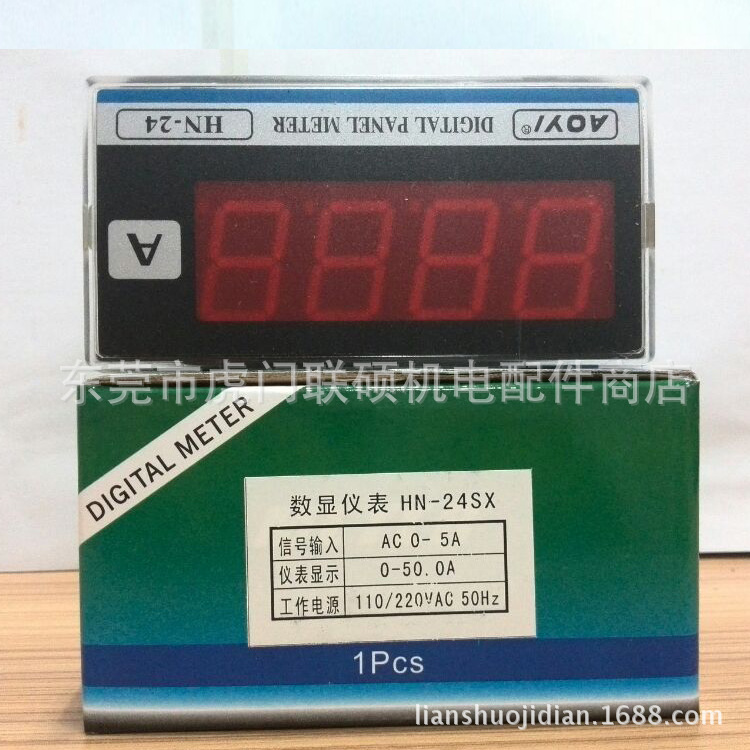 AOYI® DIGITAL PANEL METER HN-24
A
东莞市虎门联硕机电配件商店
DIGITAL METER
数显仪表 HN-24SX
信号输入 AC 0- 5A
仪表显示 0-50.0A
工作电源 110/220VAC 50Hz
1Pcs
lianshuojidian.1688.com